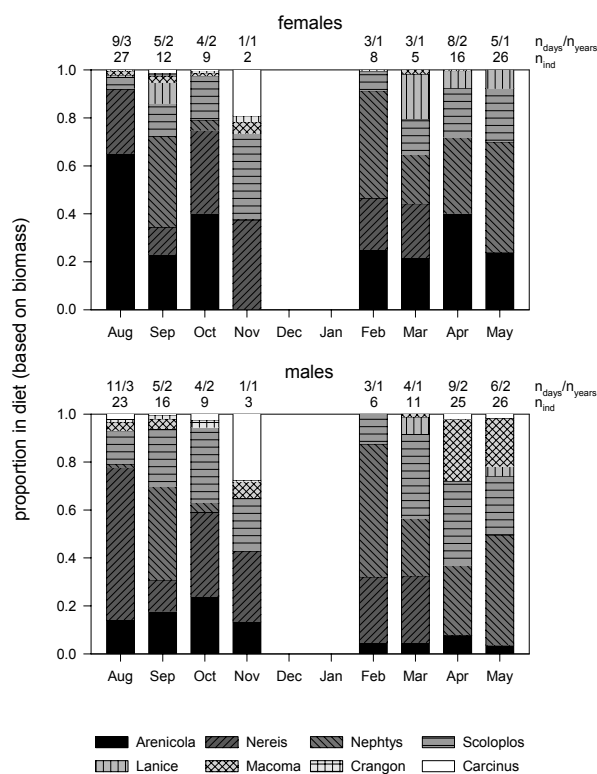 females
9/3 5/2 4/2 1/1 3/1 3/1 8/2 5/1 n_days/n_years
27 12 9 2 8 5 16 26 n_ind
1.0
0.8
0.6
0.4
0.2
0.0
Aug Sep Oct Nov Dec Jan Feb Mar Apr May
proportion in diet (based on biomass)
males
11/3 5/2 4/2 1/1 3/1 4/1 9/2 6/2 n_days/n_years
23 16 9 3 6 11 25 26 n_ind
1.0
0.8
0.6
0.4
0.2
0.0
Aug Sep Oct Nov Dec Jan Feb Mar Apr May
Arenicola Nereis Nephtys Scoloplos
Lanice Macoma Crangon Carcinus